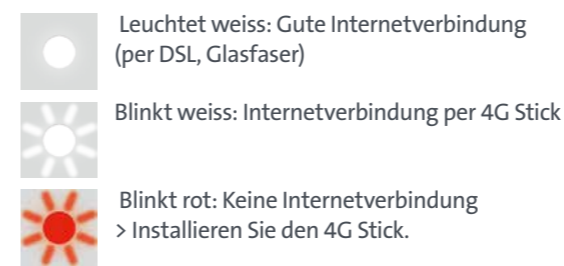 Leuchtet weiss: Gute Internetverbindung
(per DSL, Glasfaser)
Blinkt weiss: Internetverbindung per 4G Stick
Blinkt rot: Keine Internetverbindung
> Installieren Sie den 4G Stick.